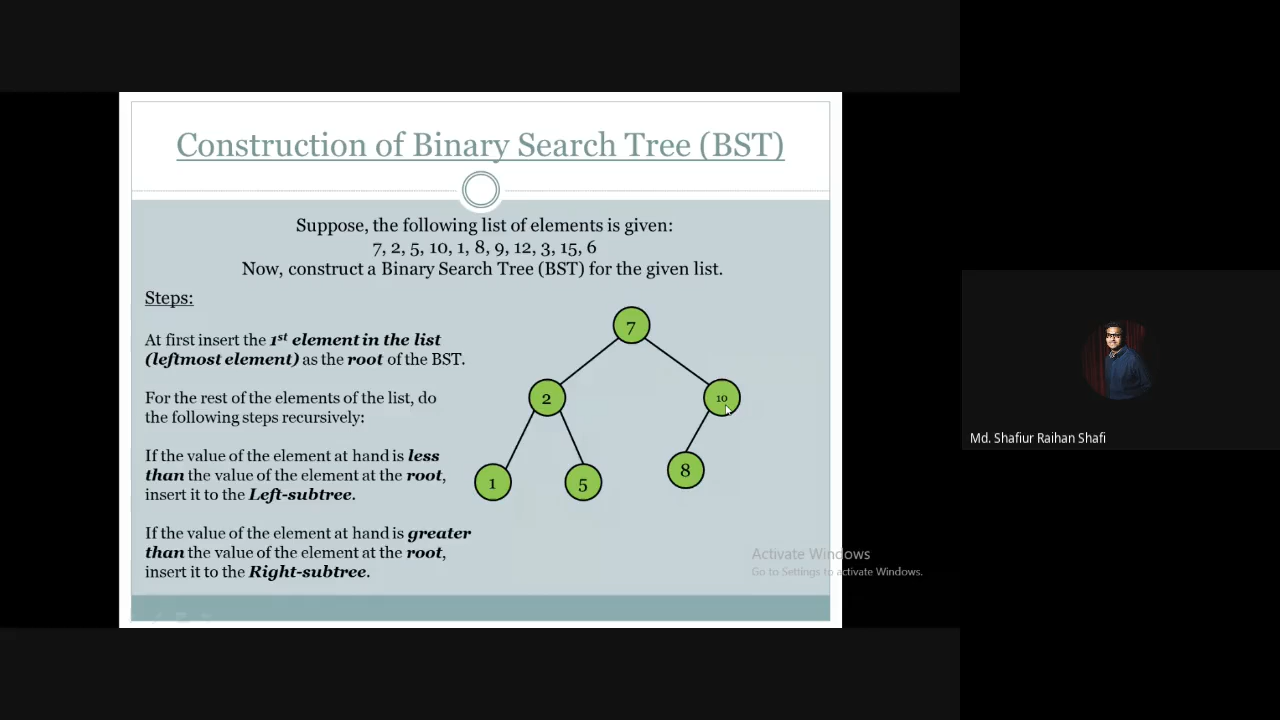 Construction of Binary Search Tree (BST)
Suppose, the following list of elements is given:
7, 2, 5, 10, 1, 8, 9, 12, 3, 15, 6
Now, construct a Binary Search Tree (BST) for the given list.
Steps:
At first insert the 1st element in the list
(leftmost element) as the root of the BST.
For the rest of the elements of the list, do
the following steps recursively:
If the value of the element at hand is less
than the value of the element at the root,
insert it to the Left-subtree.
If the value of the element at hand is greater
than the value of the element at the root,
insert it to the Right-subtree.
7
2
10
1
5
8
Activate Windows
Go to Settings to activate Windows.
Md. Shafiur Raihan Shafi